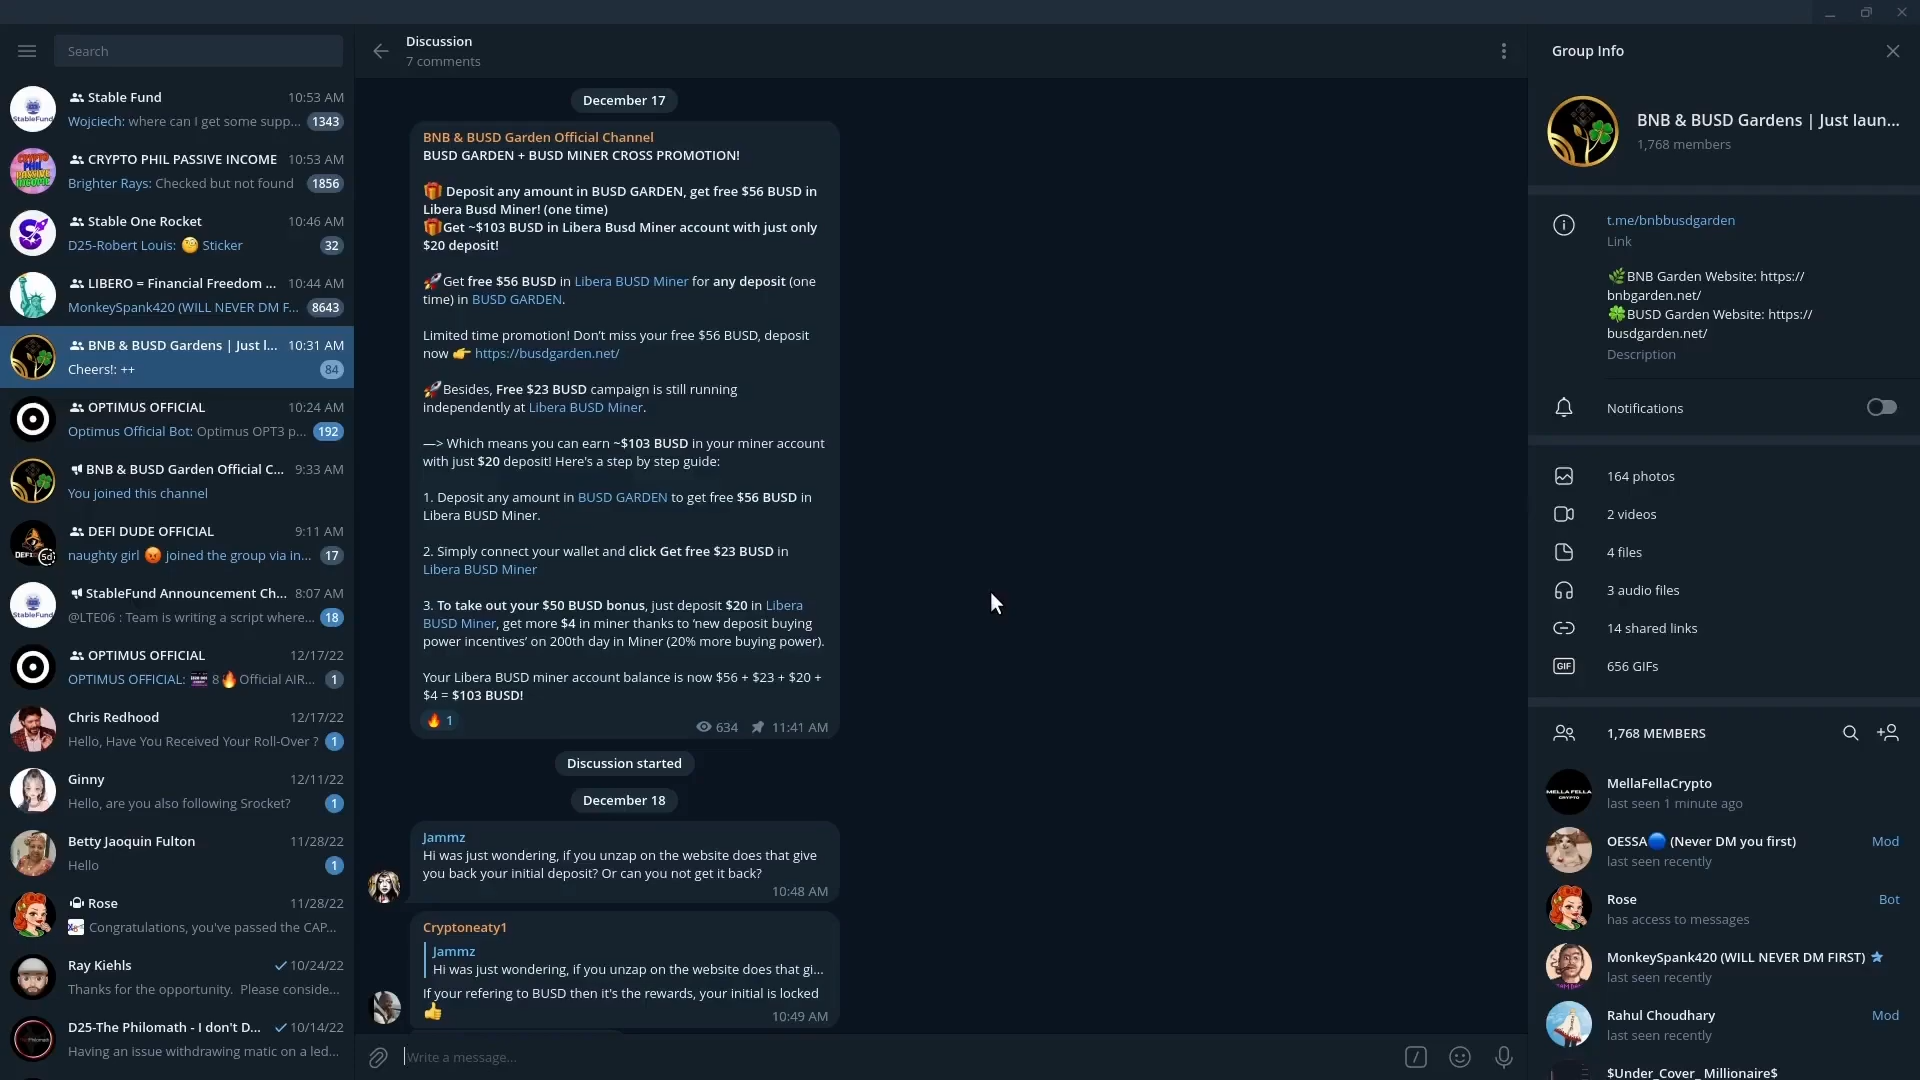 Search
Stable Fund 10:53 AM
Wojciech: where can I get some supp... 1343
CRYPTO PHIL PASSIVE INCOME 10:53 AM
Brighter Rays: Checked but not found 1856
Stable One Rocket 10:46 AM
D25-Robert Louis: 🧐 Sticker 32
LIBERO = Financial Freedom ... 10:44 AM
MonkeySpank420 (WILL NEVER DM F... 8643
BNB & BUSD Gardens | Just l... 10:31 AM
Cheers!: ++ 84
OPTIMUS OFFICIAL 10:24 AM
Optimus Official Bot: Optimus OPT3 p... 192
BNB & BUSD Garden Official C... 9:33 AM
You joined this channel
DEFI DUDE OFFICIAL 9:11 AM
naughty girl 😡 joined the group via in... 17
StableFund Announcement Ch... 8:07 AM
@LTE06 : Team is writing a script where... 18
OPTIMUS OFFICIAL 12/17/22
OPTIMUS OFFICIAL: 8🔥Official AIR... 1
Chris Redhood 12/17/22
Hello, Have You Received Your Roll-Over ? 1
Ginny 12/11/22
Hello, are you also following Srocket? 1
Betty Jaoquin Fulton 11/28/22
Hello 1
Rose 11/28/22
Congratulations, you've passed the CAP...
Ray Kiehls 10/24/22
Thanks for the opportunity. Please conside...
D25-The Philomath - I don't D... 10/14/22
Having an issue withdrawing matic on a led...
Discussion
7 comments
December 17
BNB & BUSD Garden Official Channel
BUSD GARDEN + BUSD MINER CROSS PROMOTION!
🎁 Deposit any amount in BUSD GARDEN, get free $56 BUSD in
Libera Busd Miner! (one time)
🎁Get ~$103 BUSD in Libera Busd Miner account with just only
$20 deposit!
🚀Get free $56 BUSD in Libera BUSD Miner for any deposit (one
time) in BUSD GARDEN.
Limited time promotion! Don't miss your free $56 BUSD, deposit
now 👉 https://busdgarden.net/
🚀Besides, Free $23 BUSD campaign is still running
independently at Libera BUSD Miner.
—> Which means you can earn ~$103 BUSD in your miner account
with just $20 deposit! Here's a step by step guide:
1. Deposit any amount in BUSD GARDEN to get free $56 BUSD in
Libera BUSD Miner.
2. Simply connect your wallet and click Get free $23 BUSD in
Libera BUSD Miner
3. To take out your $50 BUSD bonus, just deposit $20 in Libera
BUSD Miner, get more $4 in miner thanks to 'new deposit buying
power incentives' on 200th day in Miner (20% more buying power).
Your Libera BUSD miner account balance is now $56 + $23 + $20 +
$4 = $103 BUSD!
🔥 1
634 11:41 AM
Discussion started
December 18
Jammz
Hi was just wondering, if you unzap on the website does that give
you back your initial deposit? Or can you not get it back?
10:48 AM
Cryptoneaty1
Jammz
Hi was just wondering, if you unzap on the website does that gi...
If your refering to BUSD then it's the rewards, your initial is locked
👍
10:49 AM
Write a message...
Group Info
BNB & BUSD Gardens | Just laun...
1,768 members
t.me/bnbbusdgarden
Link
🌿BNB Garden Website: https://
bnbgarden.net/
🍀BUSD Garden Website: https://
busdgarden.net/
Description
Notifications
164 photos
2 videos
4 files
3 audio files
14 shared links
GIF 656 GIFs
1,768 MEMBERS
MELLA FELLA
CRYPTO
MellaFellaCrypto
last seen 1 minute ago
OESSA🔵 (Never DM you first) Mod
last seen recently
Rose Bot
has access to messages
MonkeySpank420 (WILL NEVER DM FIRST)
last seen recently
Rahul Choudhary Mod
last seen recently
$Under_Cover_ Millionaire$